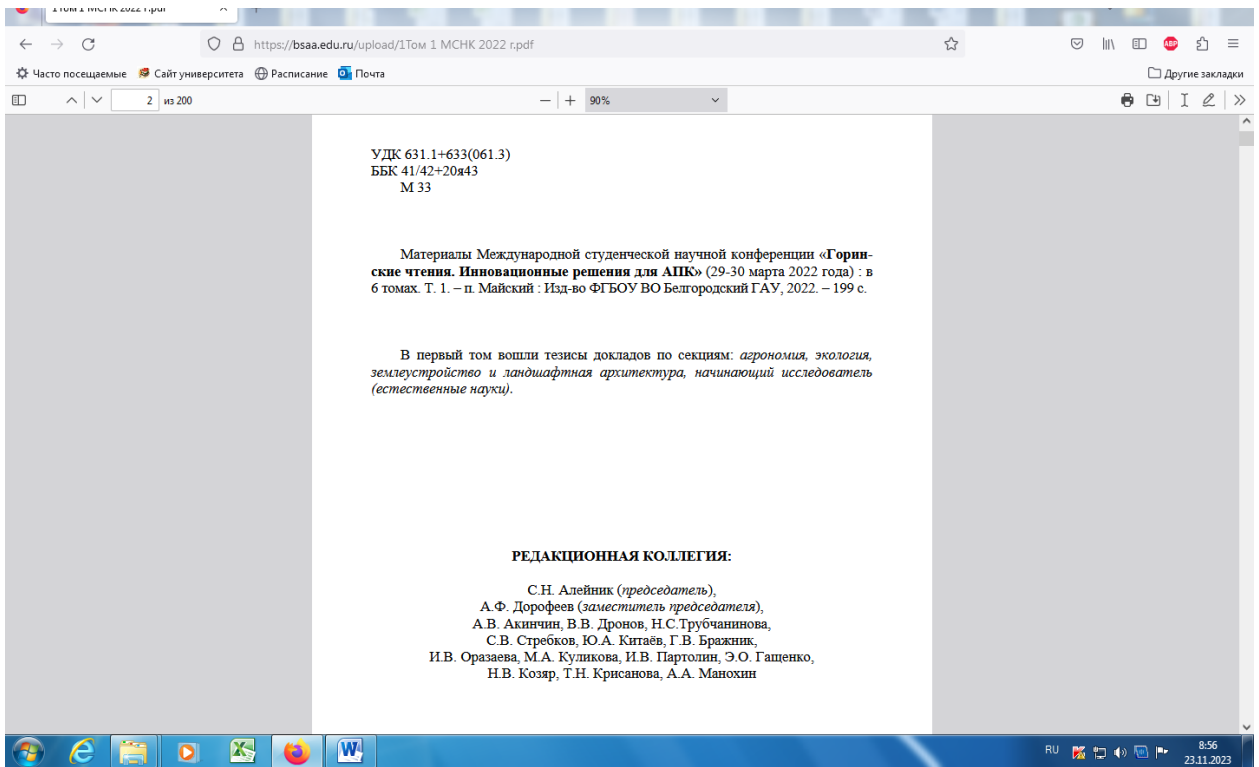 1Том 1 МСНК 2022 г.pdf
https://bsaa.edu.ru/upload/1Том 1 МСНК 2022 г.pdf
ABP
Часто посещаемые Сайт университета Расписание Почта Другие закладки
2 из 200 90%
УДК 631.1+633(061.3)
ББК 41/42+20я43
М 33
Материалы Международной студенческой научной конференции «Горин-
ские чтения. Инновационные решения для АПК» (29-30 марта 2022 года) : в
6 томах. Т. 1. – п. Майский : Изд-во ФГБОУ ВО Белгородский ГАУ, 2022. – 199 с.
В первый том вошли тезисы докладов по секциям: агрономия, экология,
землеустройство и ландшафтная архитектура, начинающий исследователь
(естественные науки).
РЕДАКЦИОННАЯ КОЛЛЕГИЯ:
С.Н. Алейник (председатель),
А.Ф. Дорофеев (заместитель председателя),
А.В. Акинчин, В.В. Дронов, Н.С.Трубчанинова,
С.В. Стребков, Ю.А. Китаёв, Г.В. Бражник,
И.В. Оразаева, М.А. Куликова, И.В. Партолин, Э.О. Гащенко,
Н.В. Козяр, Т.Н. Крисанова, А.А. Манохин
RU 8:56
23.11.2023